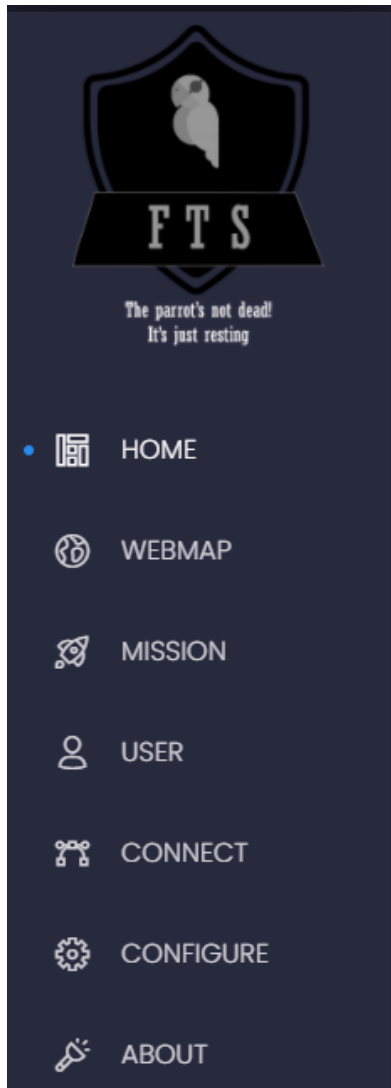 FTS
The parrot's not dead!
It's just resting
HOME
WEBMAP
MISSION
USER
CONNECT
CONFIGURE
ABOUT